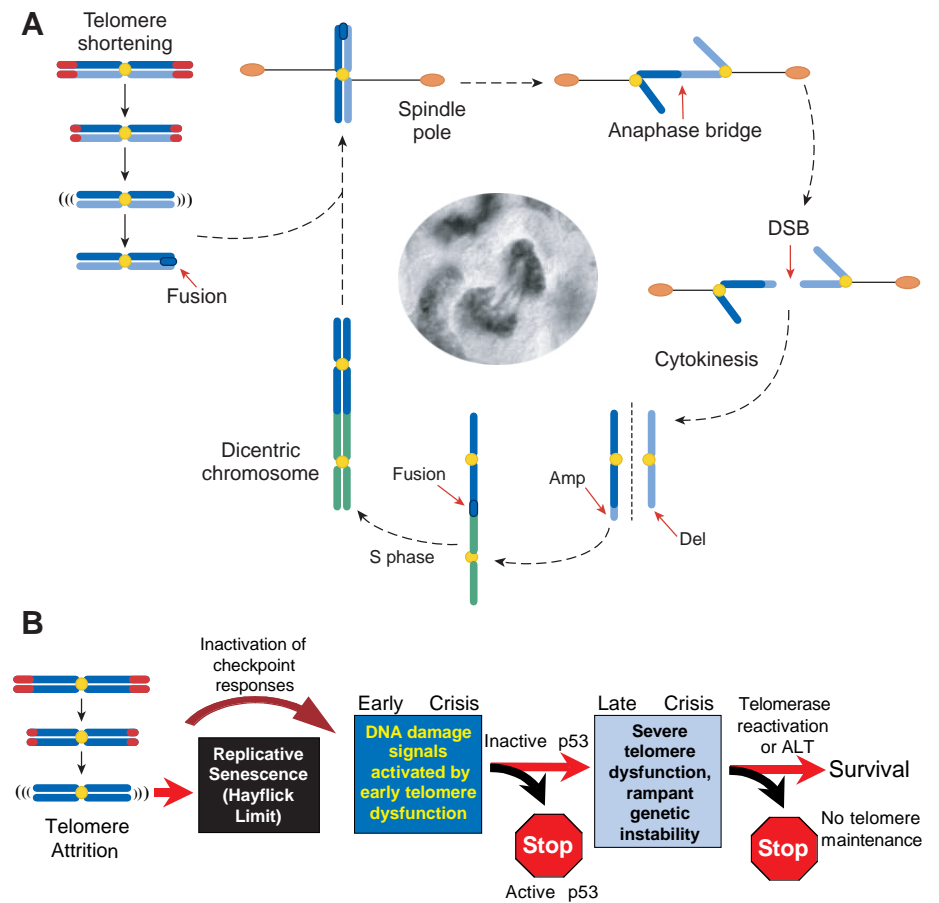 A
Telomere
shortening
Fusion
Spindle
pole
Anaphase bridge
DSB
Cytokinesis
Amp
Del
Fusion
S phase
Dicentric
chromosome
B
Telomere
Attrition
Inactivation of
checkpoint
responses
Replicative
Senescence
(Hayflick
Limit)
Early Crisis
DNA damage
signals
activated by
early telomere
dysfunction
Inactive p53
Stop
Active p53
Late Crisis
Severe
telomere
dysfunction,
rampant
genetic
instability
Telomerase
reactivation
or ALT
Survival
Stop
No telomere
maintenance